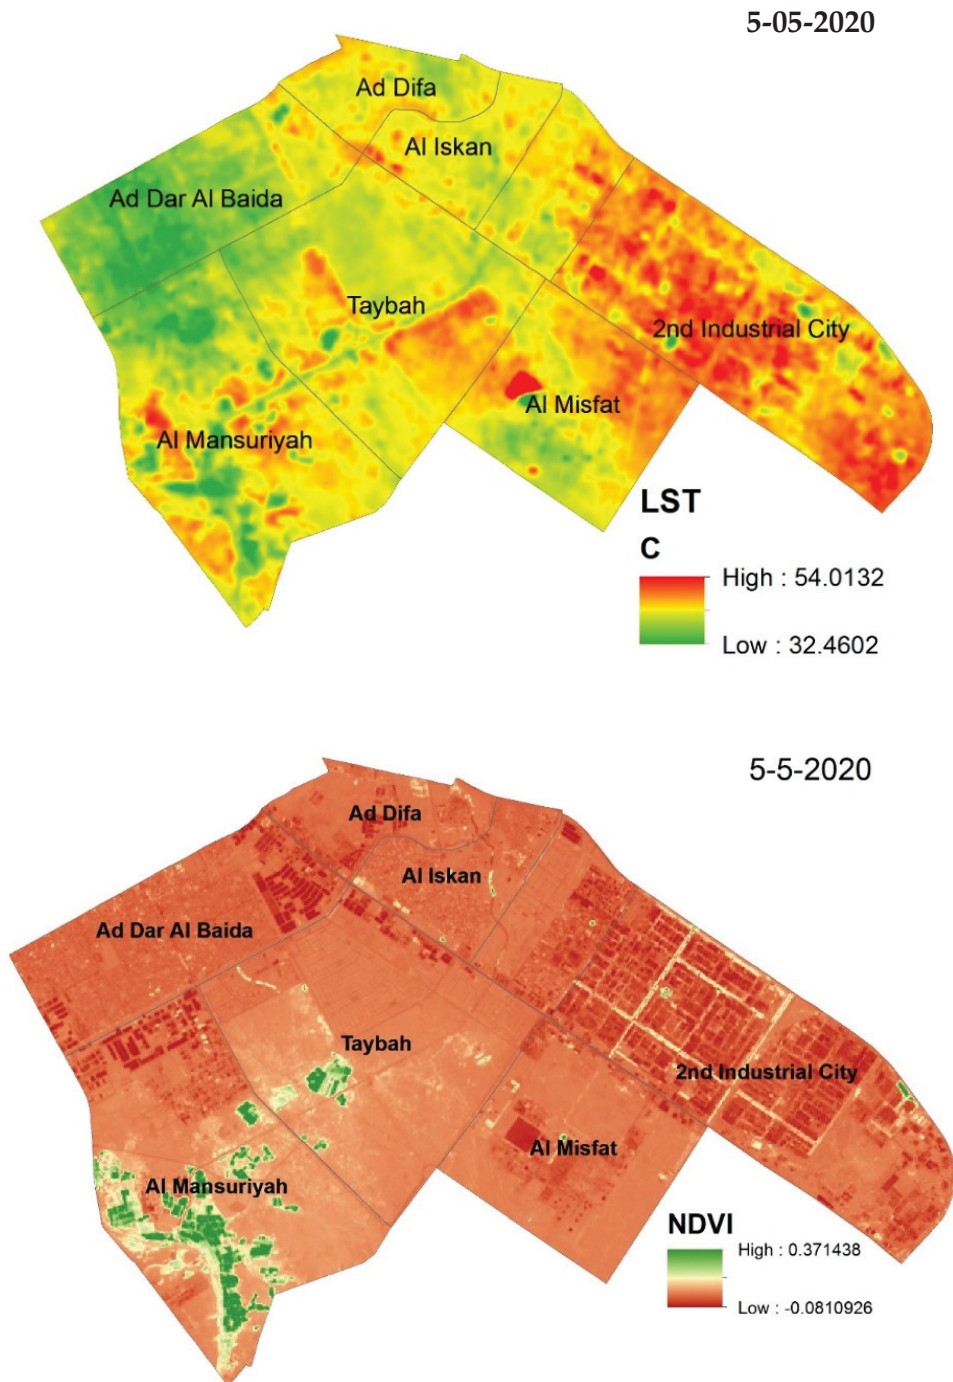 5-05-2020
Ad Difa
Al Iskan
Ad Dar Al Baida
Taybah
2nd Industrial City
Al Misfat
Al Mansuriyah
LST
C
High : 54.0132
Low : 32.4602
5-5-2020
Ad Difa
Al Iskan
Ad Dar Al Baida
Taybah
2nd Industrial City
Al Misfat
Al Mansuriyah
NDVI
High : 0.371438
Low : -0.0810926